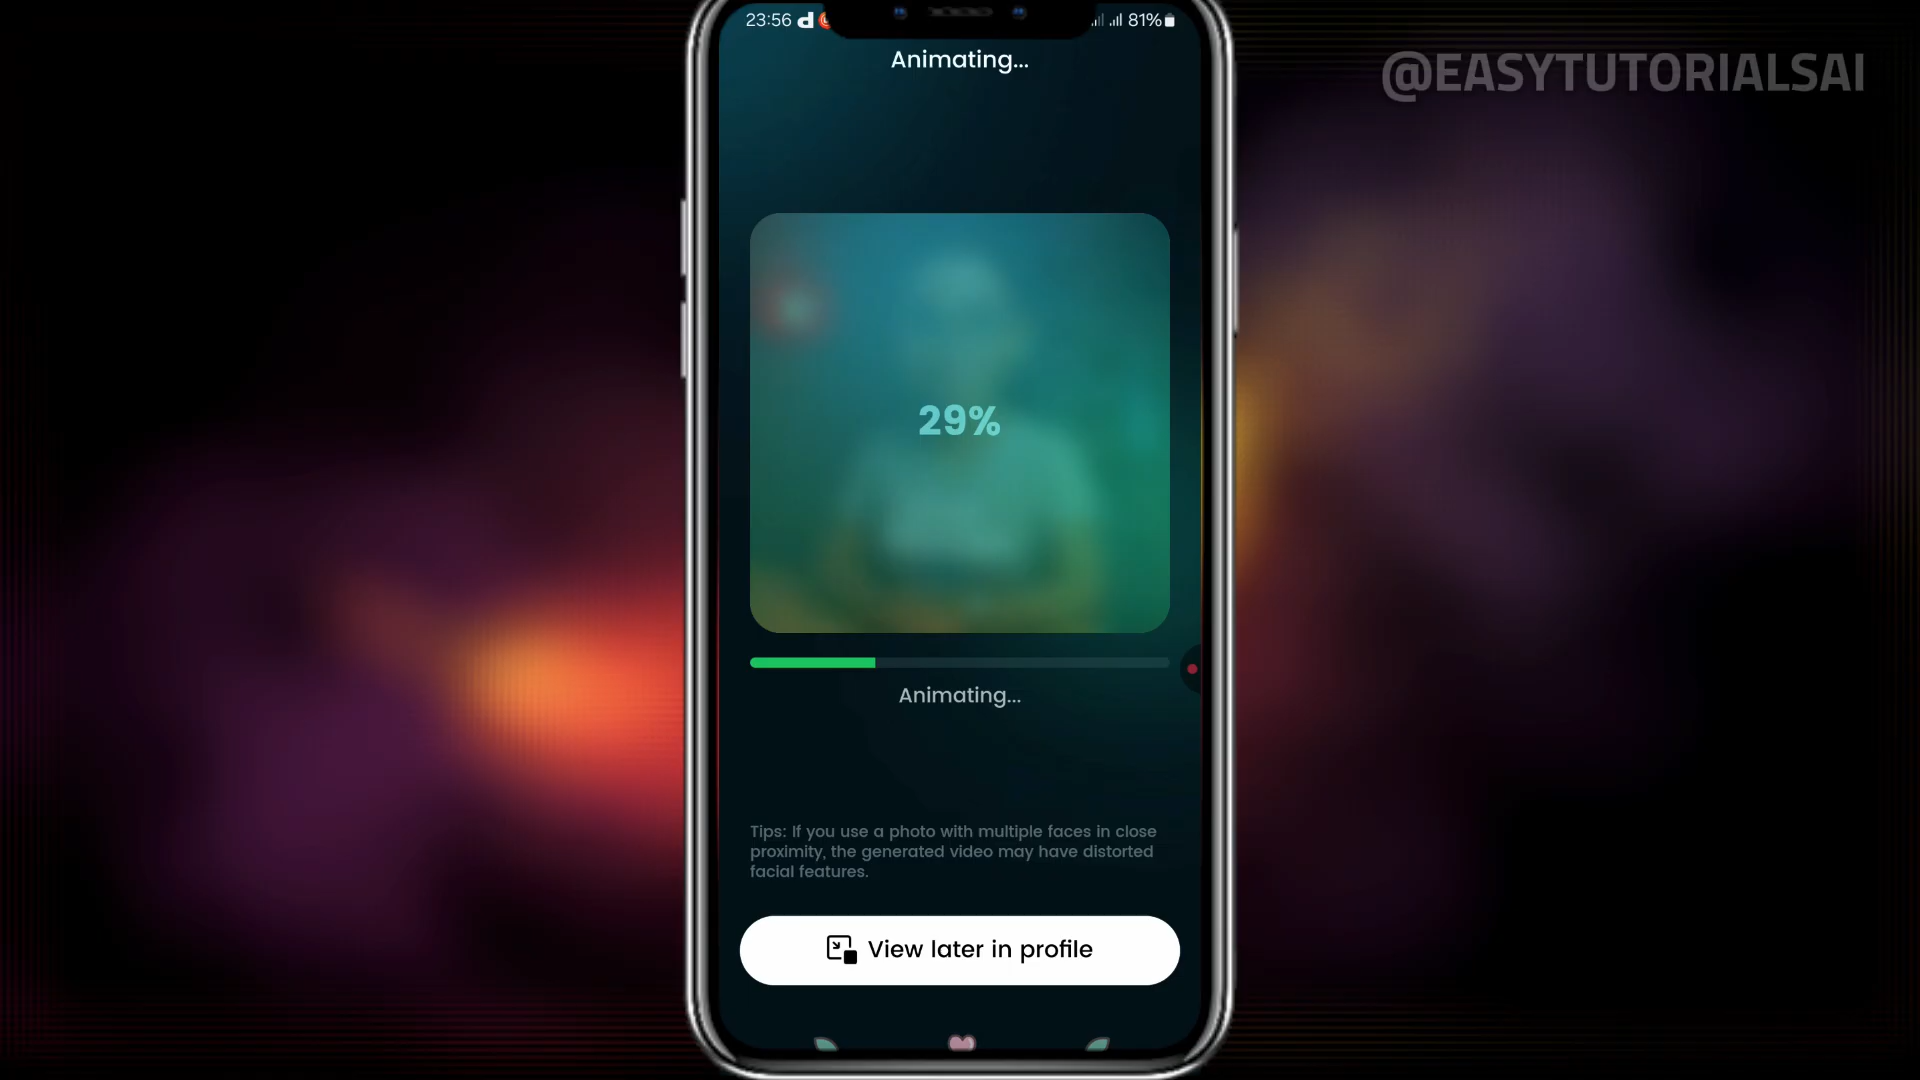 23:56 d
81%
@EASYTUTORIALSAI
Animating...
29%
Animating...
Tips: If you use a photo with multiple faces in close
proximity, the generated video may have distorted
facial features.
View later in profile